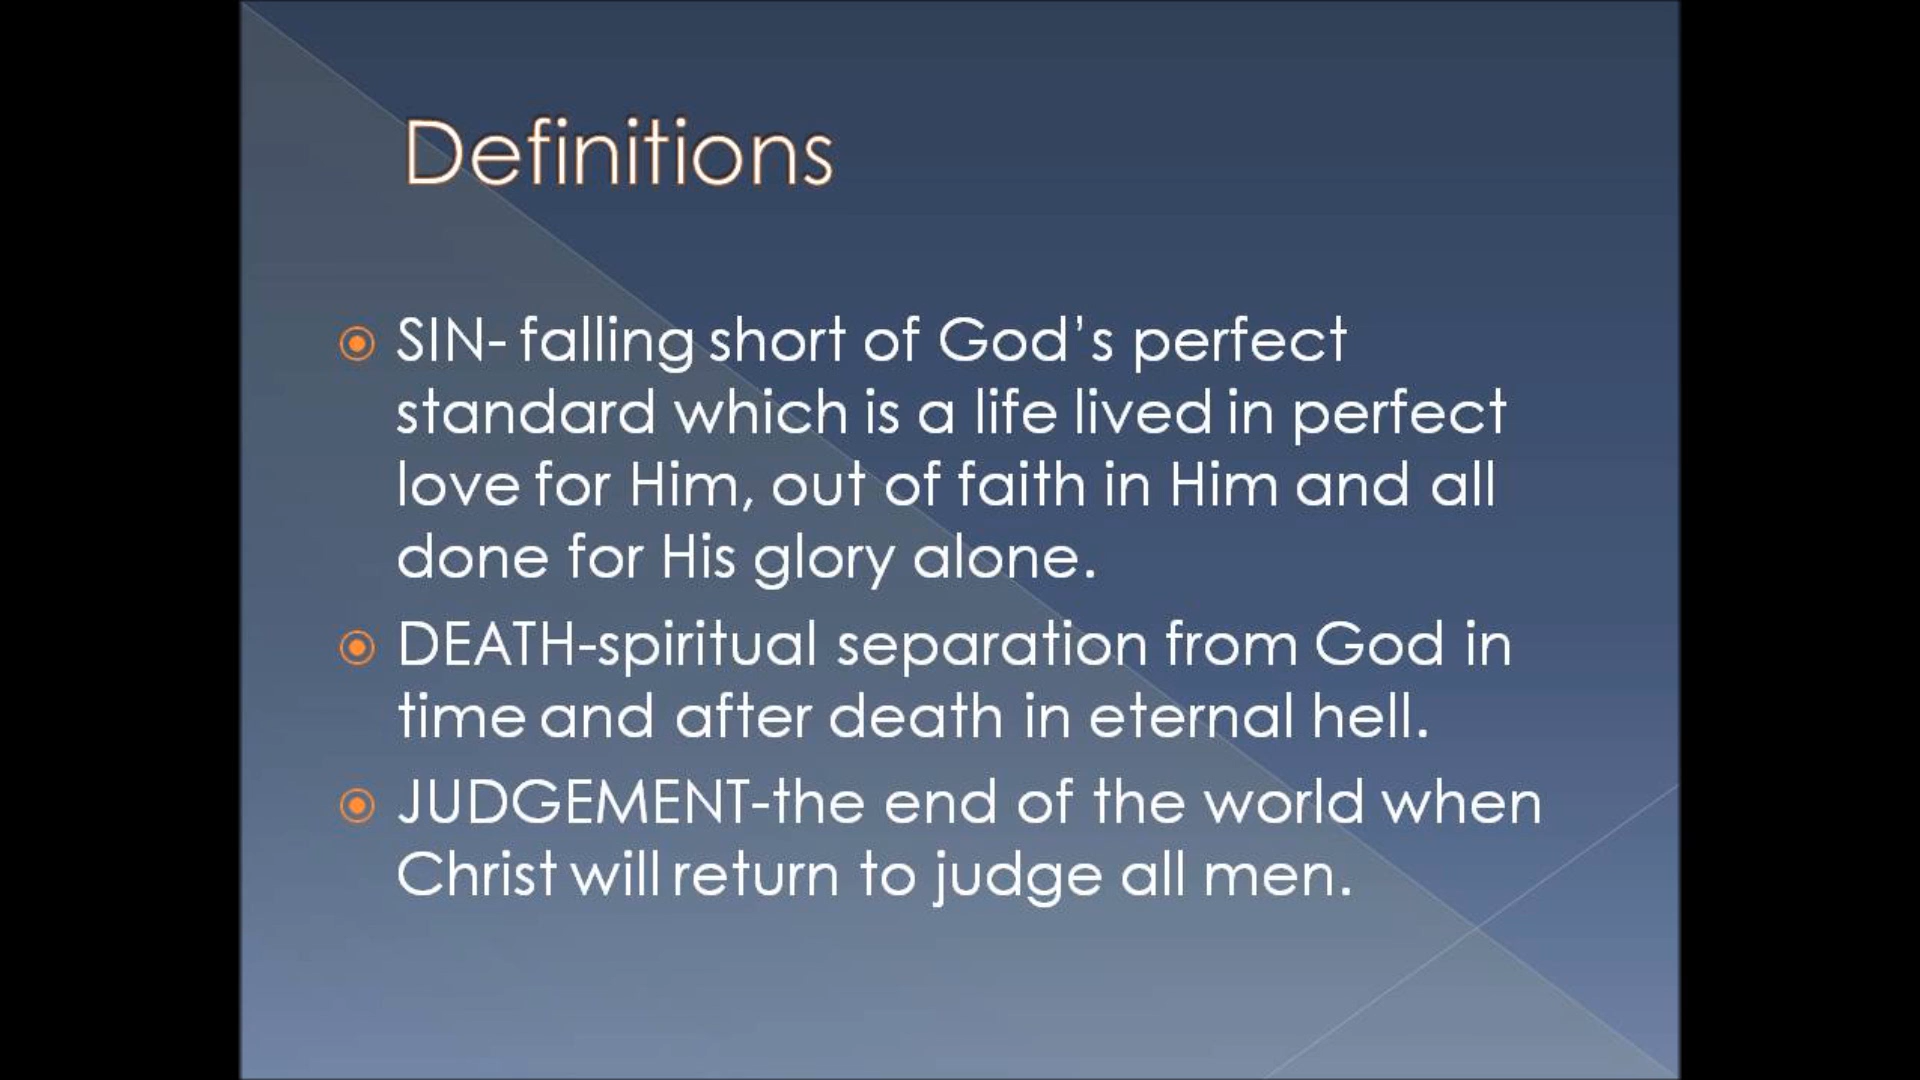 Definitions
SIN- falling short of God's perfect
standard which is a life lived in perfect
love for Him, out of faith in Him and all
done for His glory alone.
DEATH-spiritual separation from God in
time and after death in eternal hell.
JUDGEMENT-the end of the world when
Christ will return to judge all men.